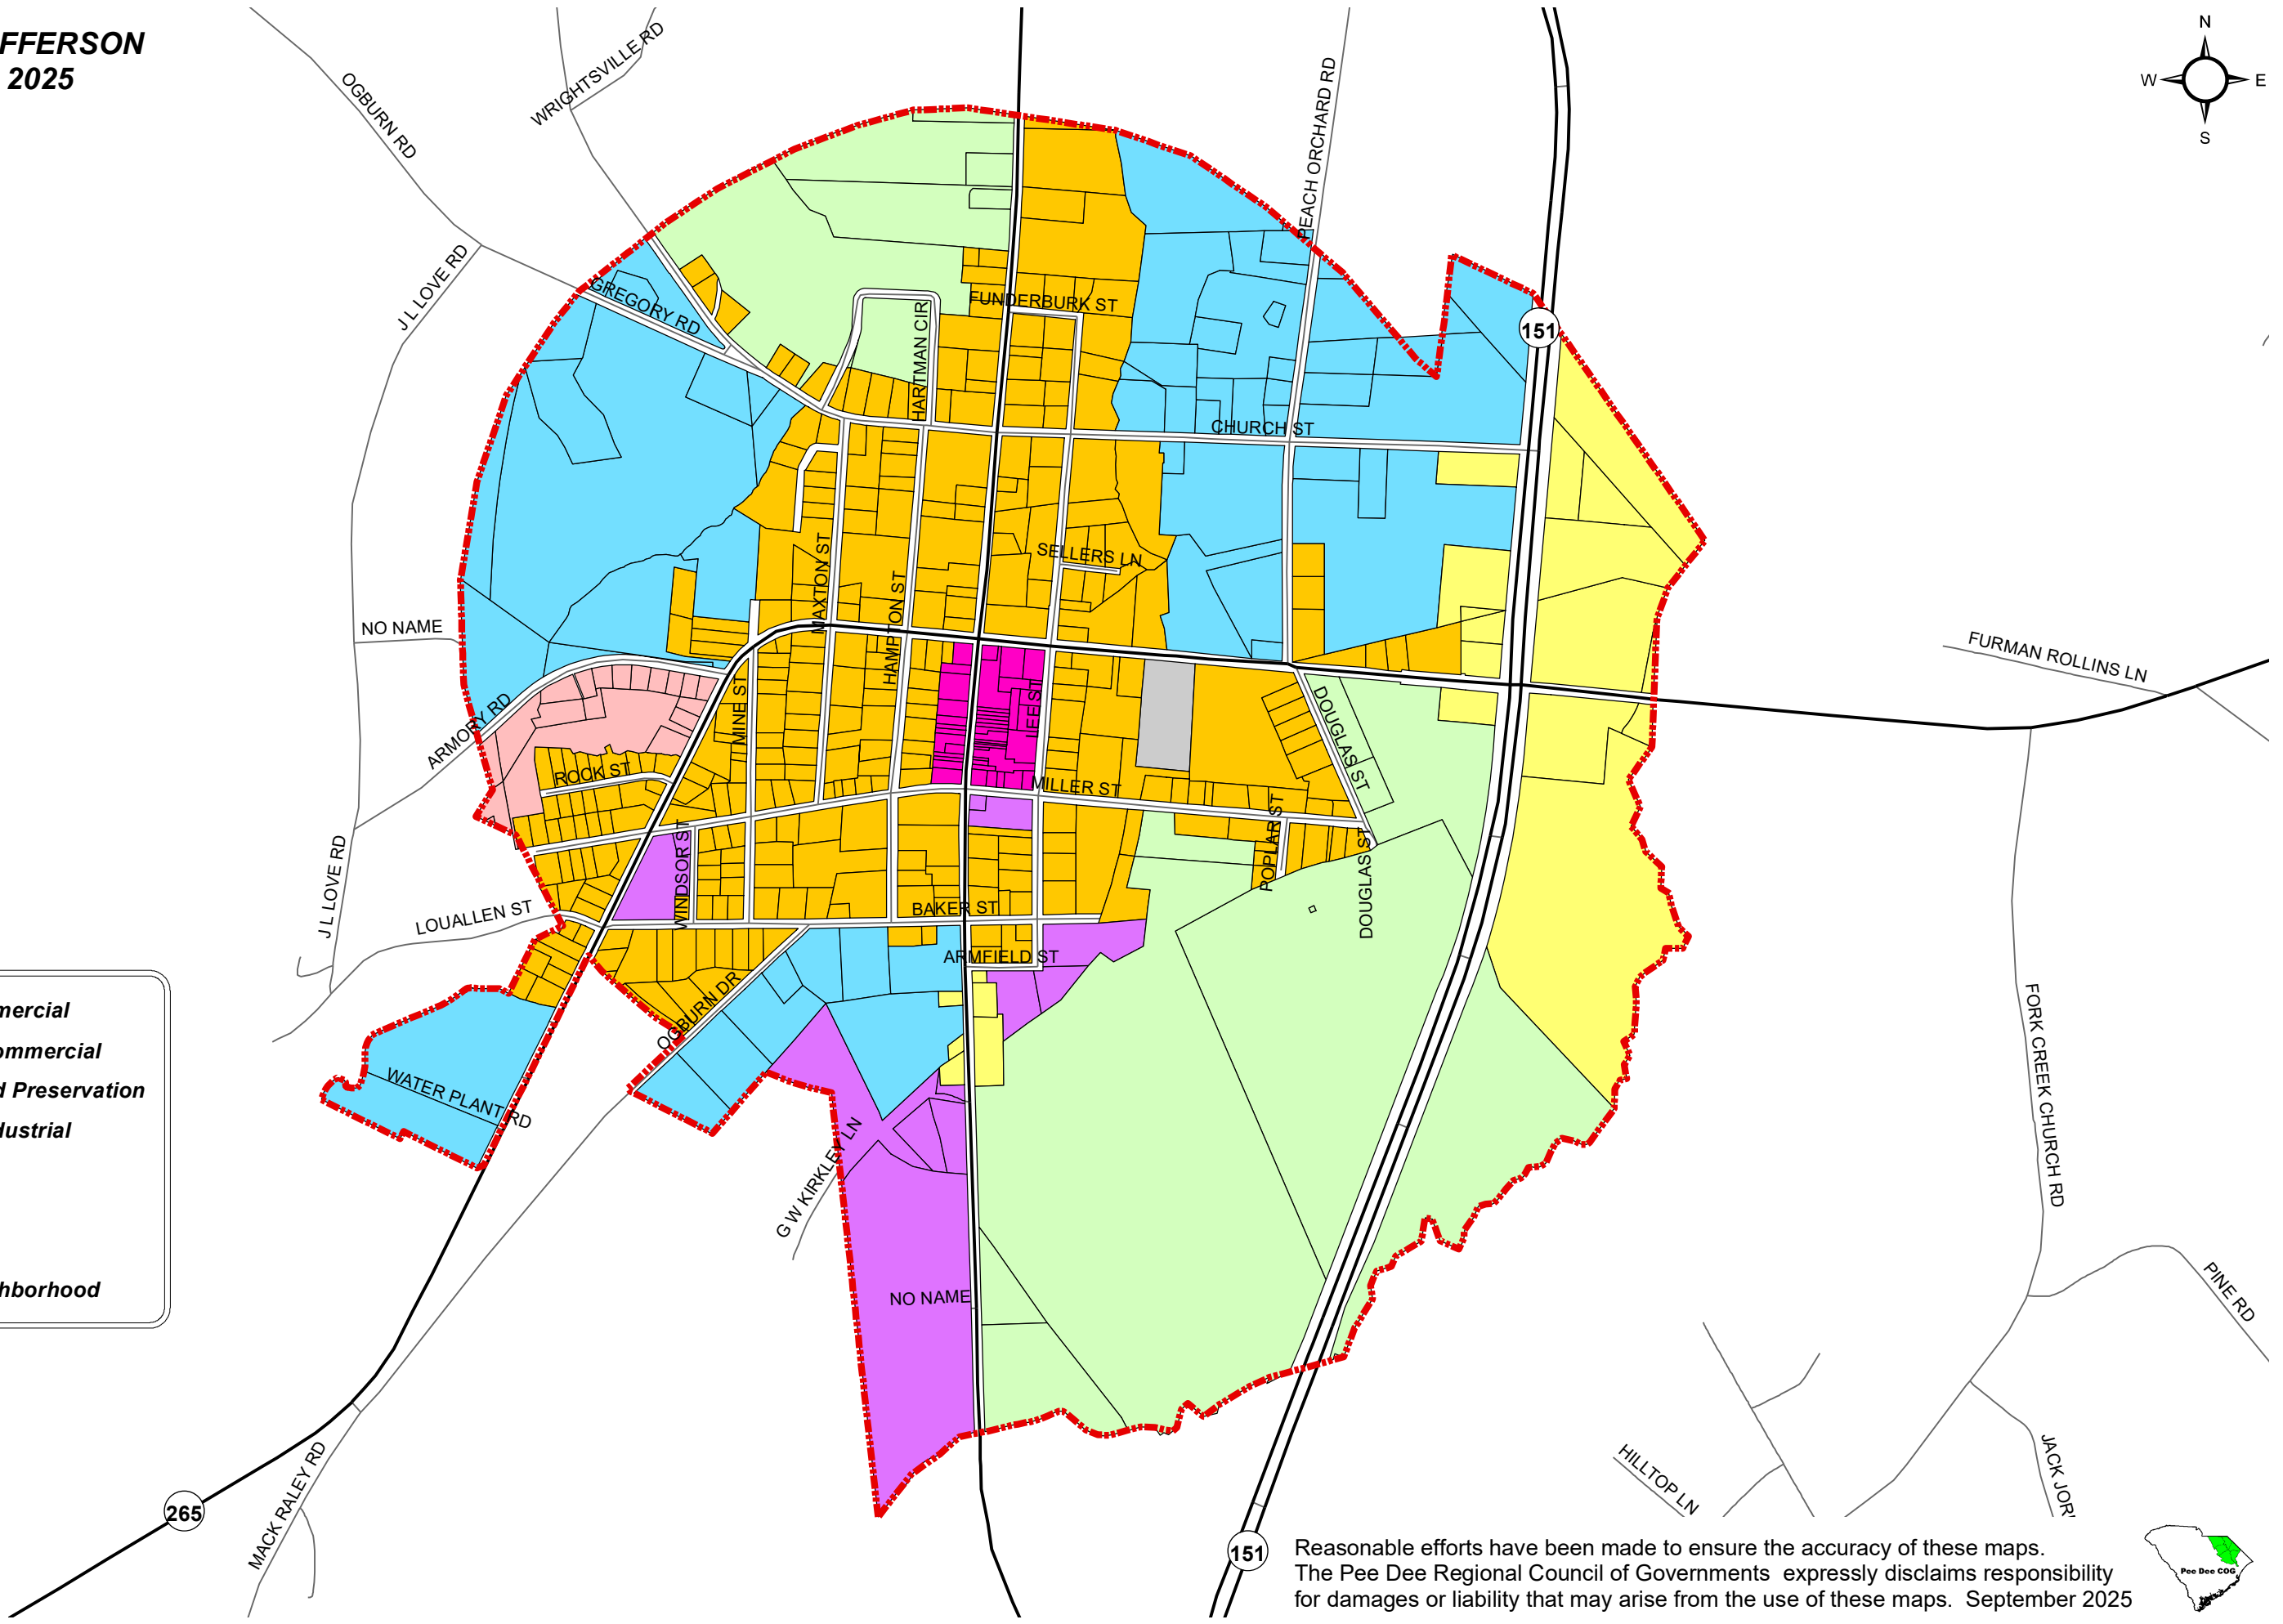 EFFERSON
2025
N
W E
S
OGBURN RD
WRIGHTSVILLE RD
PEACH ORCHARD RD
J L LOVE RD
GREGORY RD
HARTMAN CIR
FUNDERBURK ST
151
CHURCH ST
SELLERS LN
MAXTON ST
HAMPTON ST
NO NAME
FURMAN ROLLINS LN
ARMORY RD
MINE ST
LEE ST
DOUGLAS ST
ROCK ST
MILLER ST
POPLAR ST
WINDSOR ST
DOUGLAS ST
J L LOVE RD
LOUALLEN ST
BAKER ST
ARMFIELD ST
OGBURN DR
WATER PLANT RD
G W KIRKLEY LN
FORK CREEK CHURCH RD
NO NAME
PINE RD
mercial
ommercial
d Preservation
dustrial
hborhood
265
MACK RALEY RD
HILLTOP LN
JACK JOR
151
Reasonable efforts have been made to ensure the accuracy of these maps.
The Pee Dee Regional Council of Governments expressly disclaims responsibility
for damages or liability that may arise from the use of these maps. September 2025
Pee Dee COG